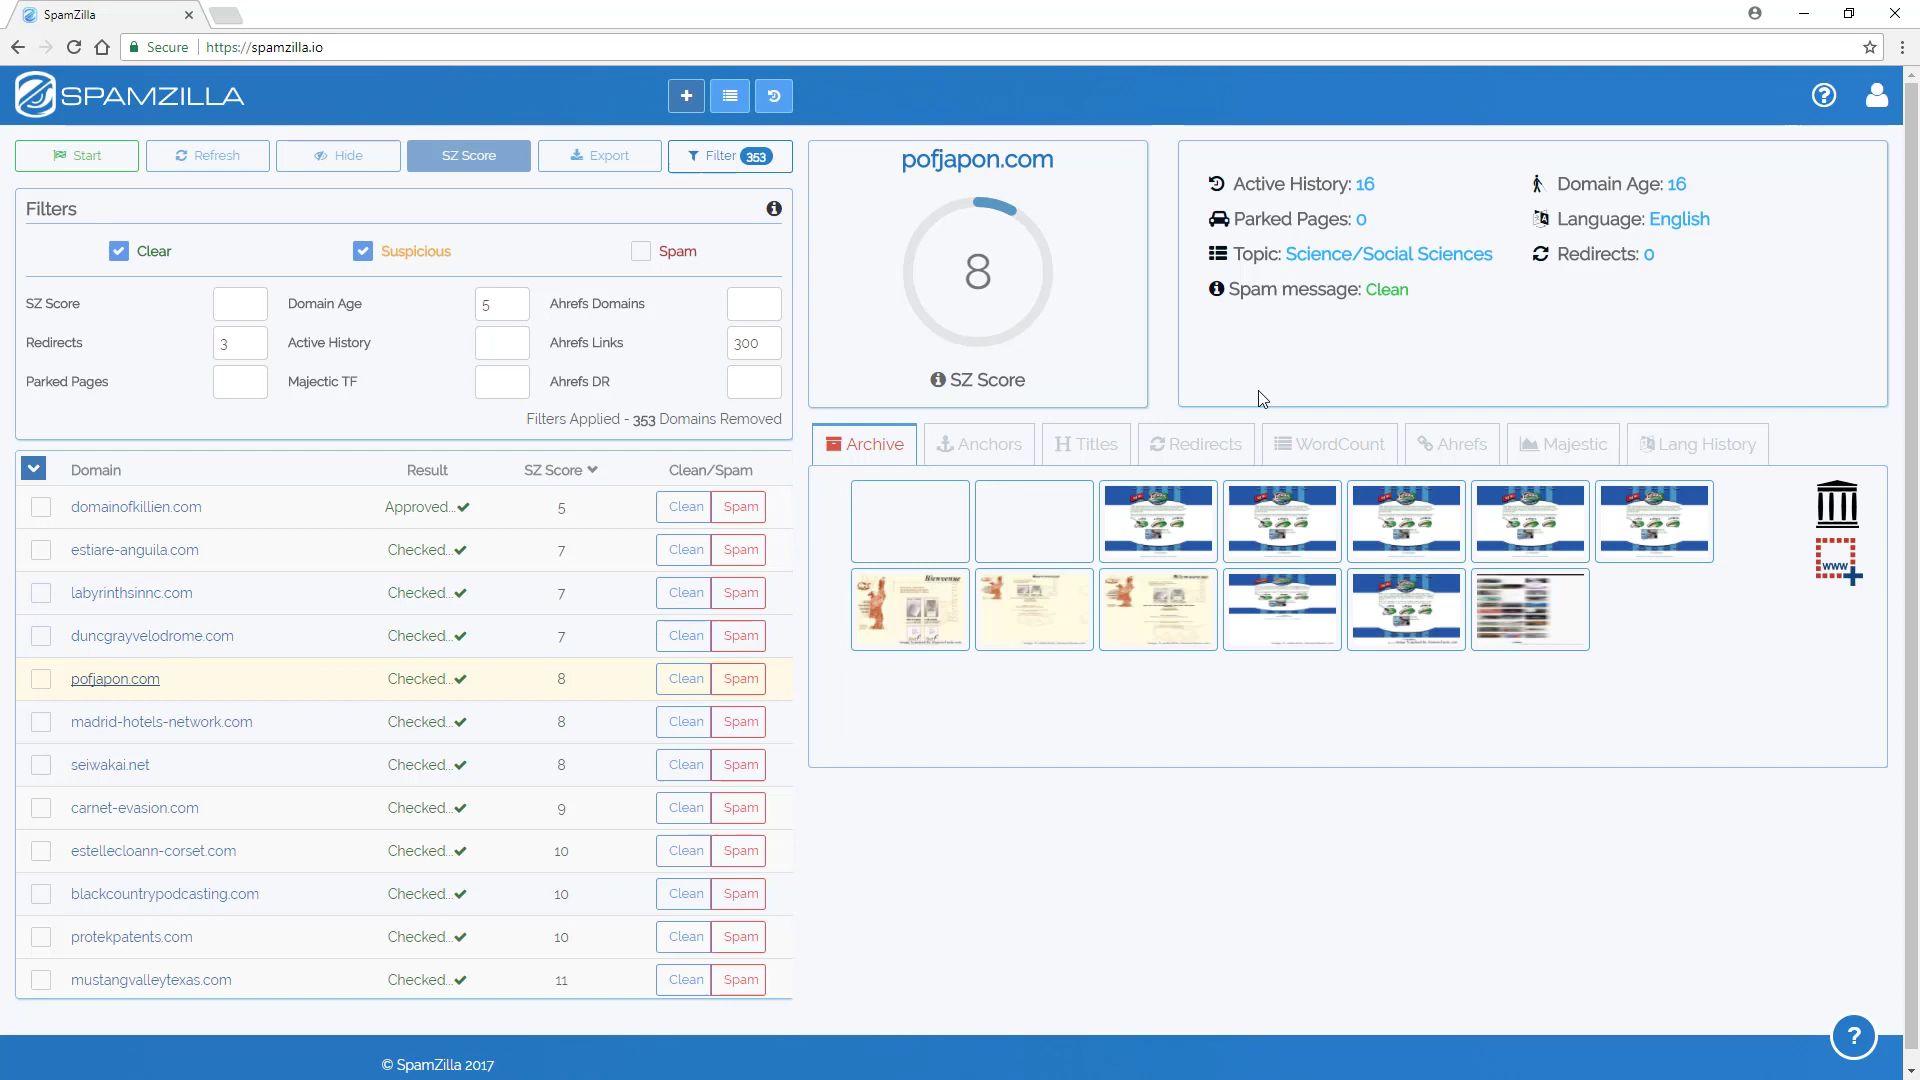 SpamZilla
Secure https://spamzilla.io
SPAMZILLA
Start Refresh Hide SZ Score Export Filter 353
Filters
Clear Suspicious Spam
SZ Score Domain Age 5 Ahrefs Domains
Redirects 3 Active History Ahrefs Links 300
Parked Pages Majectic TF Ahrefs DR
Filters Applied - 353 Domains Removed
Domain Result SZ Score Clean/Spam
domainofkillien.com Approved... 5 Clean Spam
estiare-anguila.com Checked... 7 Clean Spam
labyrinthsinnc.com Checked... 7 Clean Spam
duncgrayvelodrome.com Checked... 7 Clean Spam
pofjapon.com Checked... 8 Clean Spam
madrid-hotels-network.com Checked... 8 Clean Spam
seiwakai.net Checked... 8 Clean Spam
carnet-evasion.com Checked... 9 Clean Spam
estellecloann-corset.com Checked... 10 Clean Spam
blackcountrypodcasting.com Checked... 10 Clean Spam
protekpatents.com Checked... 10 Clean Spam
mustangvalleytexas.com Checked... 11 Clean Spam
pofjapon.com
8
SZ Score
Active History: 16 Domain Age: 16
Parked Pages: 0 Language: English
Topic: Science/Social Sciences Redirects: 0
Spam message: Clean
Archive Anchors Titles Redirects WordCount Ahrefs Majestic Lang History
Bienvenue
www
© SpamZilla 2017
?